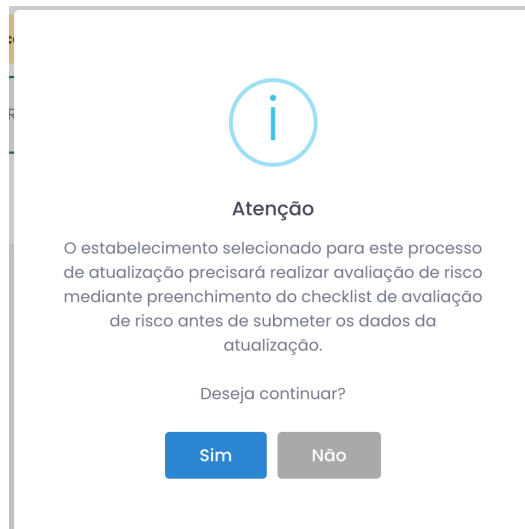 Atenção
O estabelecimento selecionado para este processo
de atualização precisará realizar avaliação de risco
mediante preenchimento do checklist de avaliação
de risco antes de submeter os dados da
atualização.
Deseja continuar?
Sim
Não